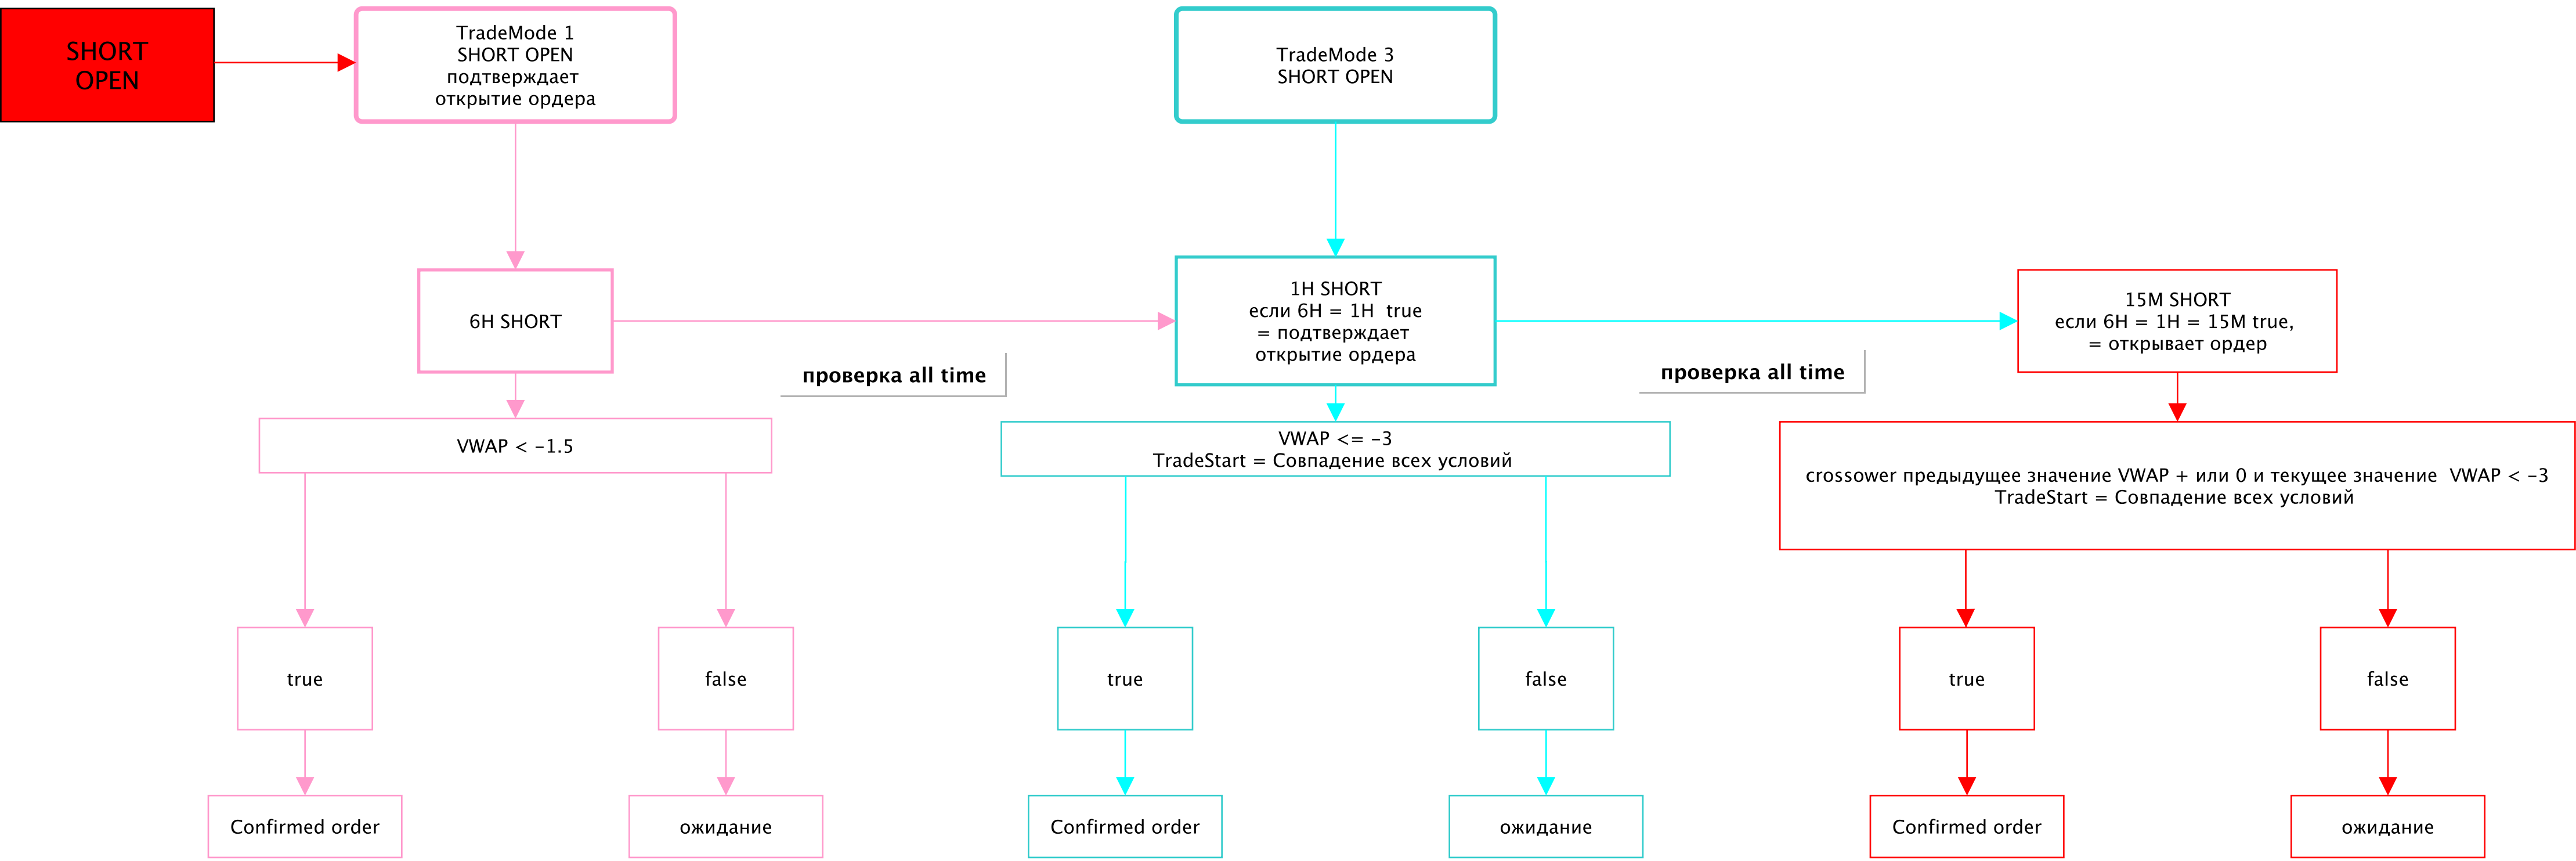 SHORT
OPEN
TradeMode 1
SHORT OPEN
подтверждает
открытие ордера
TradeMode 3
SHORT OPEN
6H SHORT
1H SHORT
если 6H = 1H true
= подтверждает
открытие ордера
15M SHORT
если 6H = 1H = 15M true,
= открывает ордер
проверка all time
проверка all time
VWAP < -1.5
VWAP <= -3
TradeStart = Совпадение всех условий
crossower предыдущее значение VWAP + или 0 и текущее значение VWAP < -3
TradeStart = Совпадение всех условий
true
false
true
false
true
false
Confirmed order
ожидание
Confirmed order
ожидание
Confirmed order
ожидание